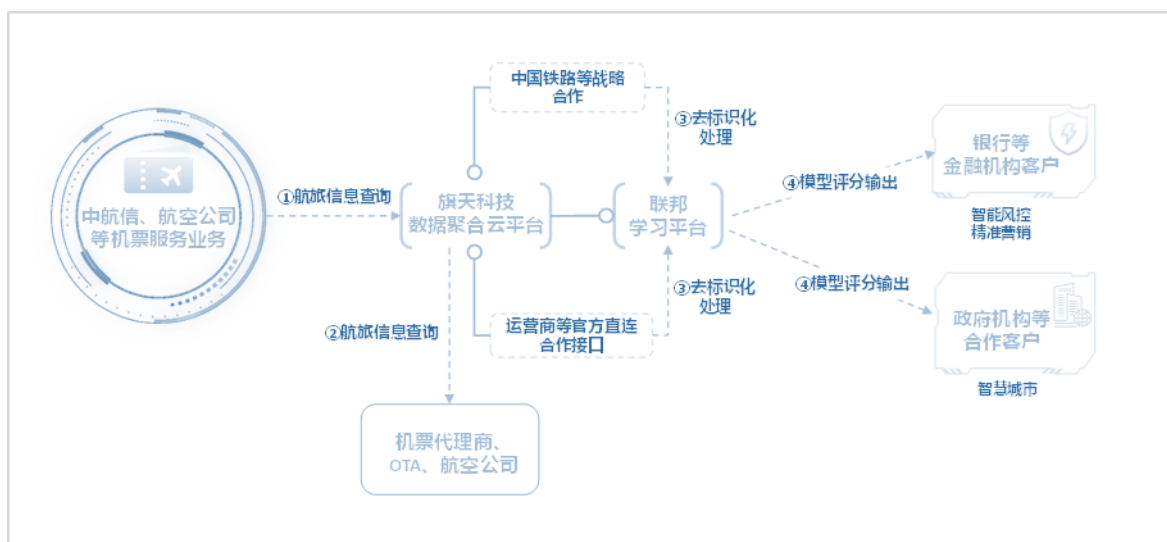 中国铁路等战略
合作
③去标识化
处理
银行等
金融机构客户
④模型评分输出
①航旅信息查询
旗天科技
数据聚合云平台
联邦
学习平台
中航信、航空公司
等机票服务业务
智能风控
精准营销
④模型评分输出
③去标识化
处理
②航旅信息查询
运营商等官方直连
合作接口
政府机构等
合作客户
智慧城市
机票代理商、
OTA、航空公司